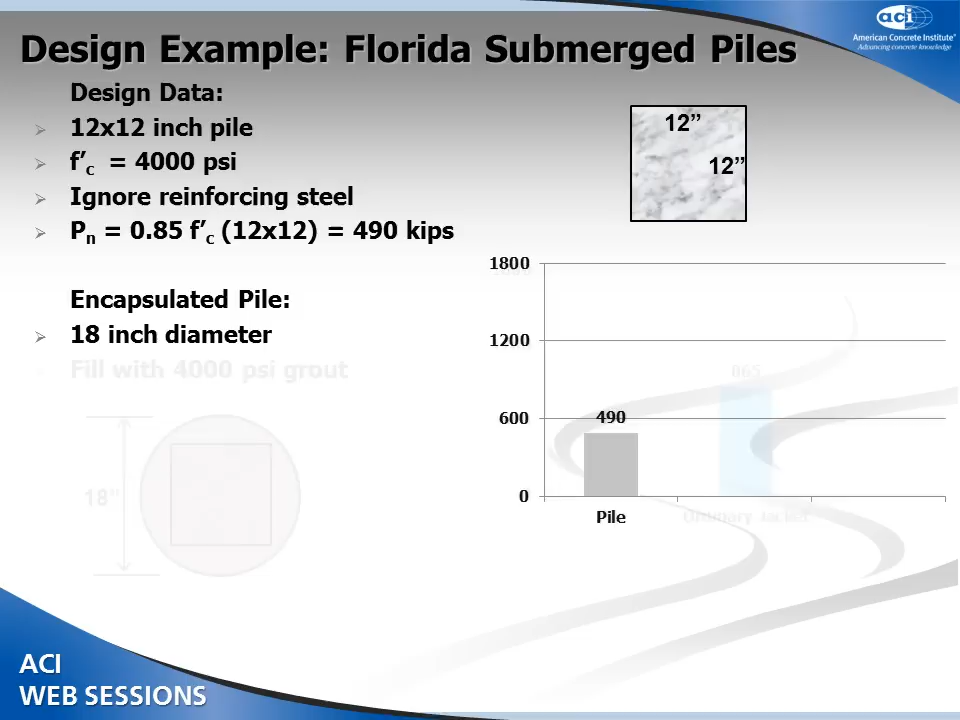 aci
American Concrete Institute®
Advancing concrete knowledge
Design Example: Florida Submerged Piles
Design Data:
12x12 inch pile
f’c = 4000 psi
Ignore reinforcing steel
Pn = 0.85 f’c (12x12) = 490 kips
12”
12”
Encapsulated Pile:
18 inch diameter
Fill with 4000 psi grout
18”
1800
1200
865
600
490
0
Pile
Ordinary Jacket
ACI
WEB SESSIONS